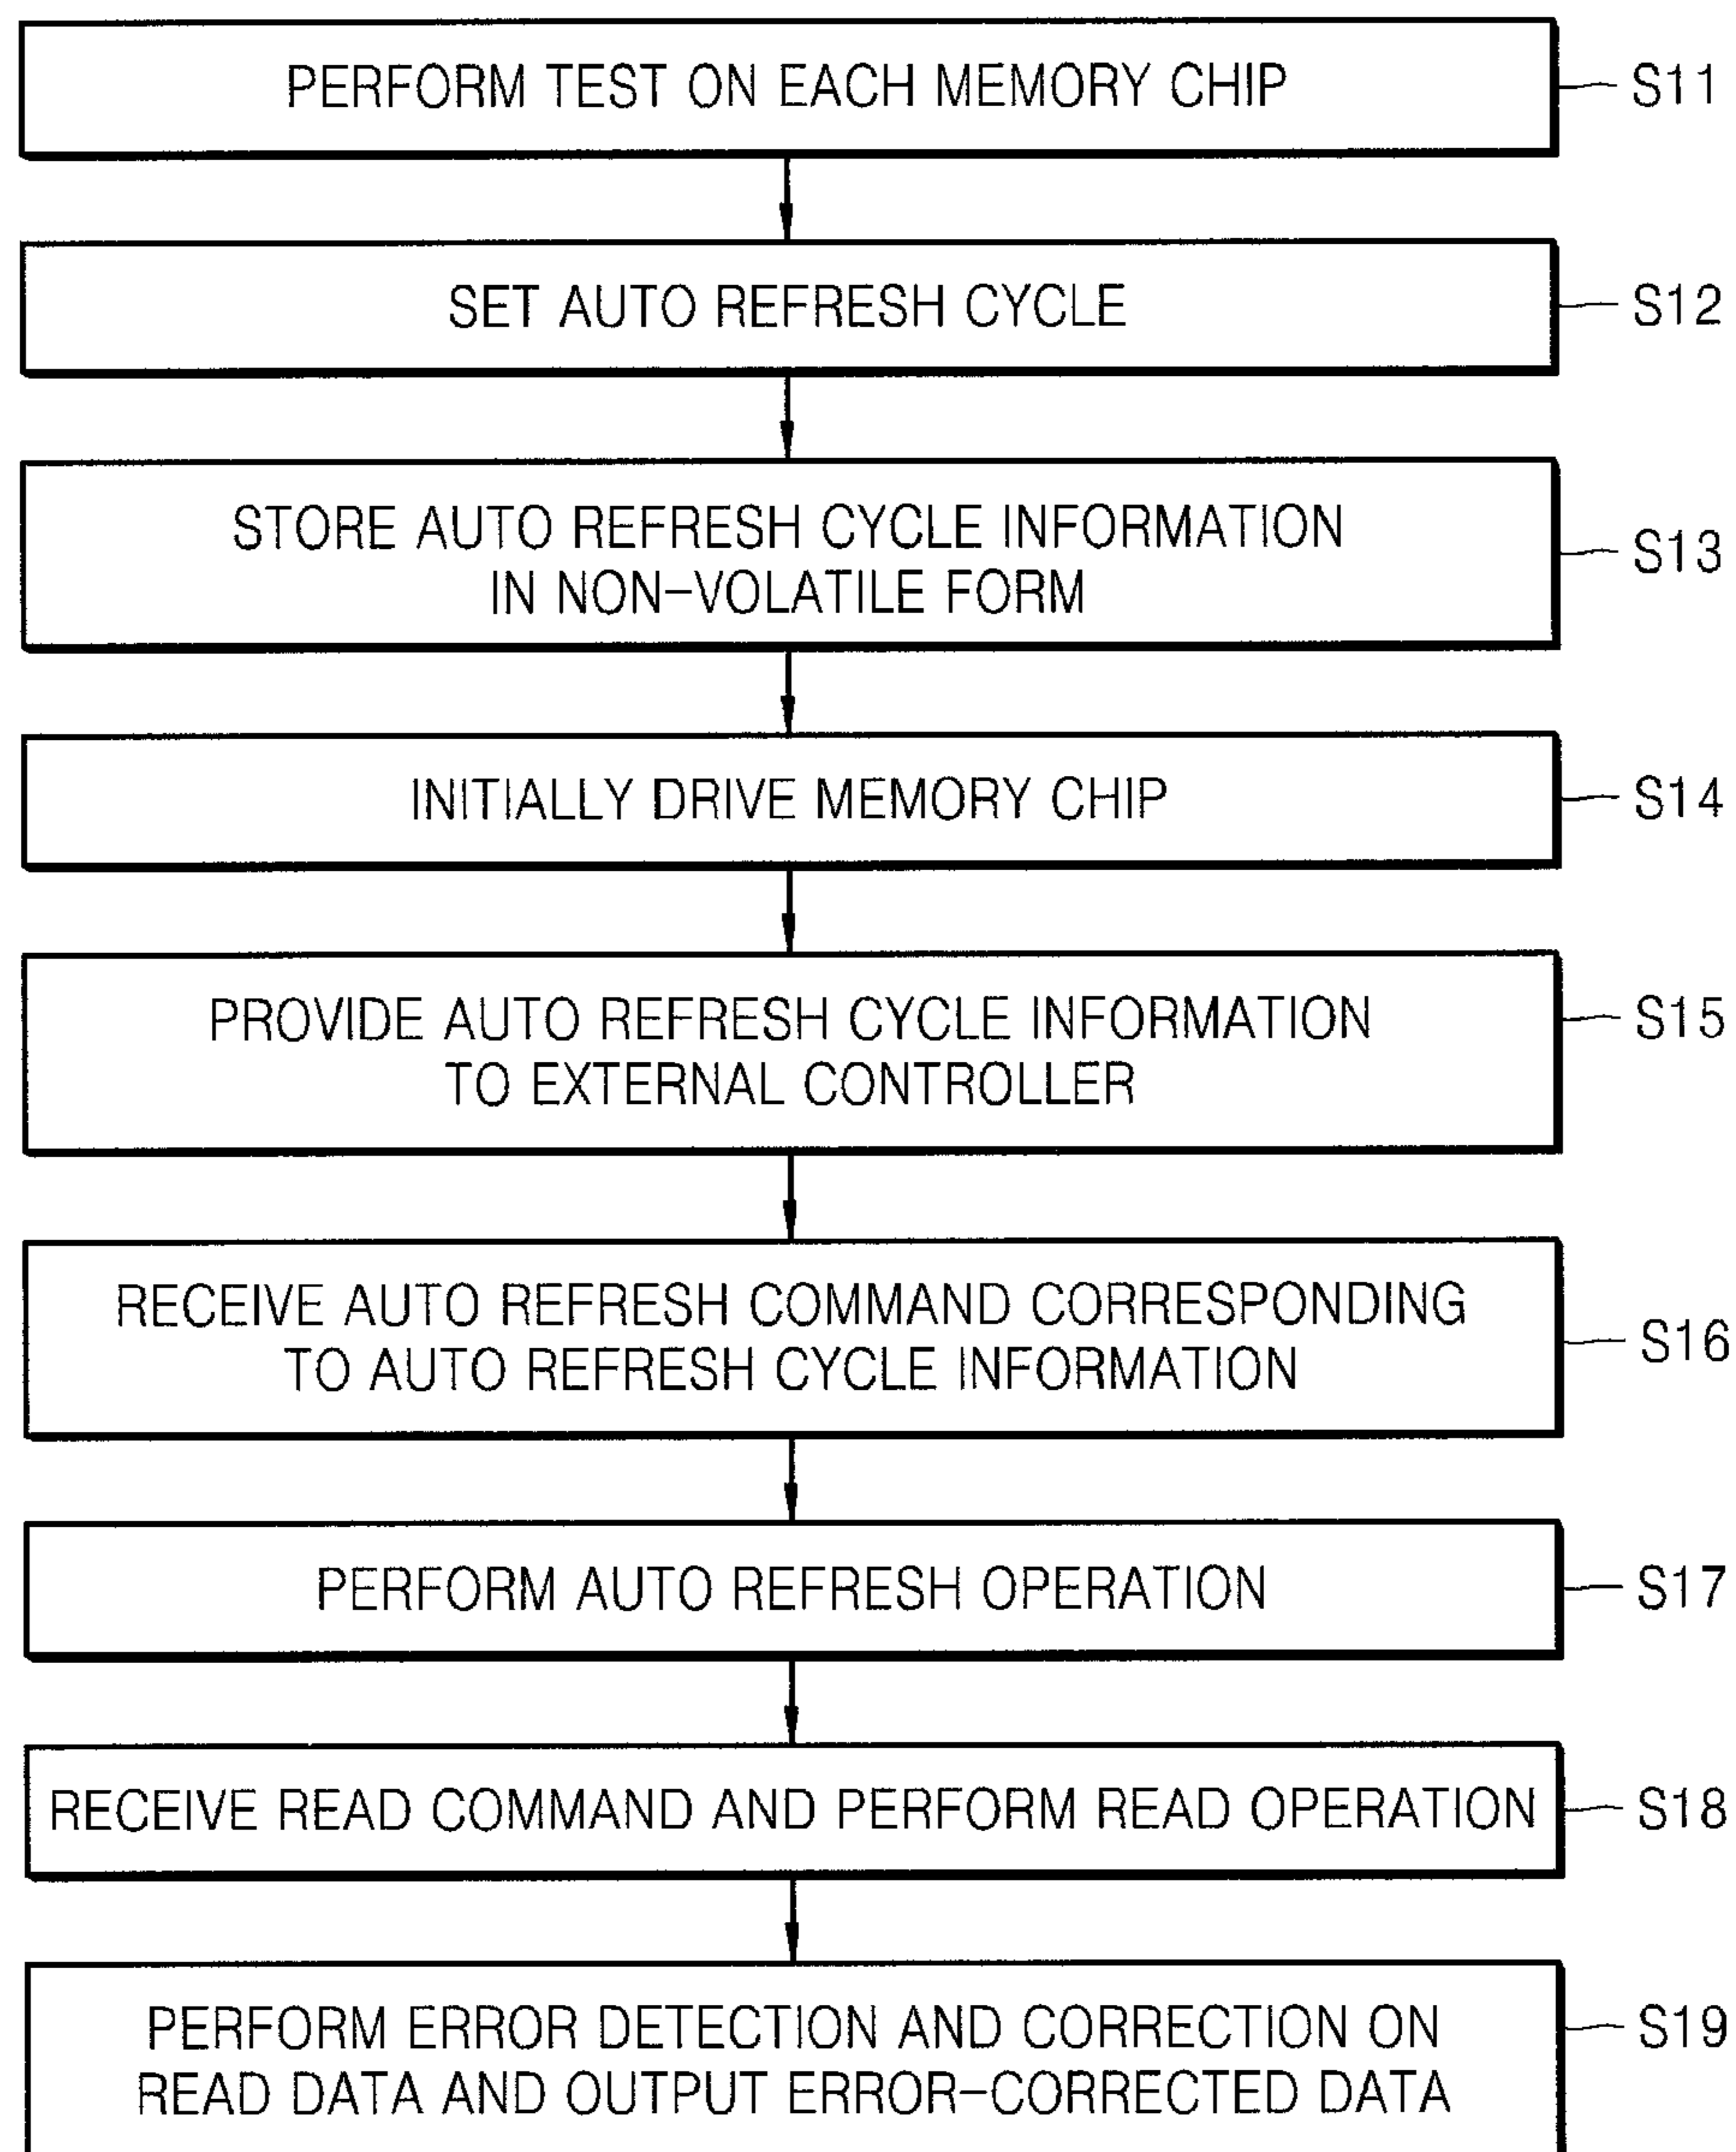 PERFORM TEST ON EACH MEMORY CHIP
S11
SET AUTO REFRESH CYCLE
S12
STORE AUTO REFRESH CYCLE INFORMATION
IN NON-VOLATILE FORM
S13
INITIALLY DRIVE MEMORY CHIP
S14
PROVIDE AUTO REFRESH CYCLE INFORMATION
TO EXTERNAL CONTROLLER
S15
RECEIVE AUTO REFRESH COMMAND CORRESPONDING
TO AUTO REFRESH CYCLE INFORMATION
S16
PERFORM AUTO REFRESH OPERATION
S17
RECEIVE READ COMMAND AND PERFORM READ OPERATION
S18
PERFORM ERROR DETECTION AND CORRECTION ON
READ DATA AND OUTPUT ERROR-CORRECTED DATA
S19